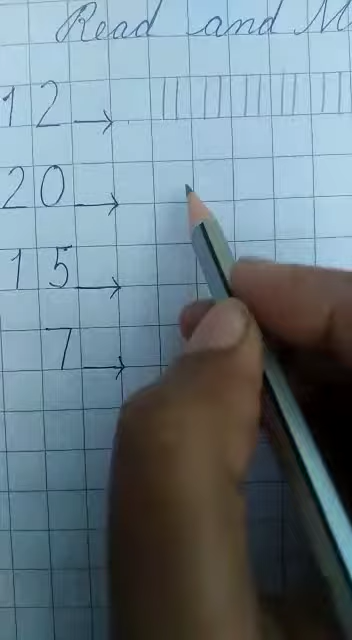 Read and M
12 →
20 →
15 →
7 →